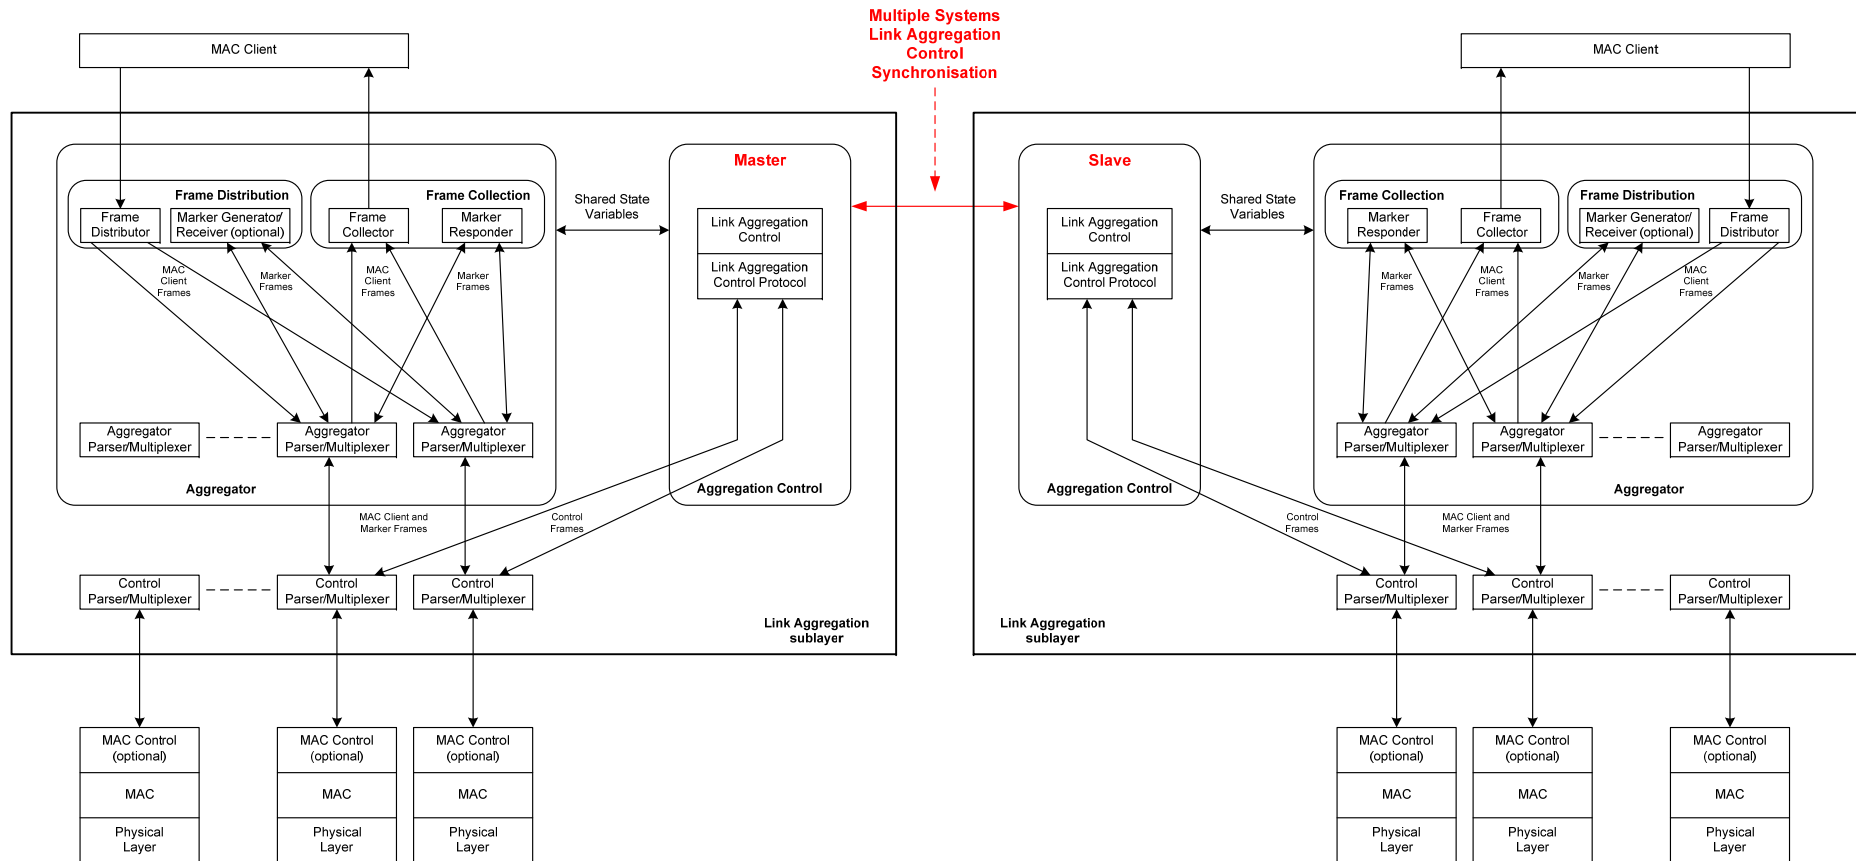 Multiple Systems
Link Aggregation
Control
Synchronisation
MAC Client
MAC Client
Master
Slave
Frame Distribution
Frame Collection
Shared State
Variables
Shared State
Variables
Frame Collection
Frame Distribution
Frame
Distributor
Marker Generator/
Receiver (optional)
Frame
Collector
Marker
Responder
Link Aggregation
Control
Link Aggregation
Control Protocol
Link Aggregation
Control
Link Aggregation
Control Protocol
Marker
Responder
Frame
Collector
Marker Generator/
Receiver (optional)
Frame
Distributor
MAC
Client
Frames
Marker
Frames
MAC
Client
Frames
Marker
Frames
Marker
Frames
MAC
Client
Frames
Marker
Frames
MAC
Client
Frames
Aggregator
Parser/Multiplexer
Aggregator
Parser/Multiplexer
Aggregator
Parser/Multiplexer
Aggregator
Parser/Multiplexer
Aggregator
Parser/Multiplexer
Aggregator
Parser/Multiplexer
Aggregator
Aggregation Control
Aggregation Control
Aggregator
MAC Client and
Marker Frames
Control
Frames
Control
Frames
MAC Client and
Marker Frames
Control
Parser/Multiplexer
Control
Parser/Multiplexer
Control
Parser/Multiplexer
Control
Parser/Multiplexer
Control
Parser/Multiplexer
Control
Parser/Multiplexer
Link Aggregation
sublayer
Link Aggregation
sublayer
MAC Control
(optional)
MAC
Physical
Layer
MAC Control
(optional)
MAC
Physical
Layer
MAC Control
(optional)
MAC
Physical
Layer
MAC Control
(optional)
MAC
Physical
Layer
MAC Control
(optional)
MAC
Physical
Layer
MAC Control
(optional)
MAC
Physical
Layer